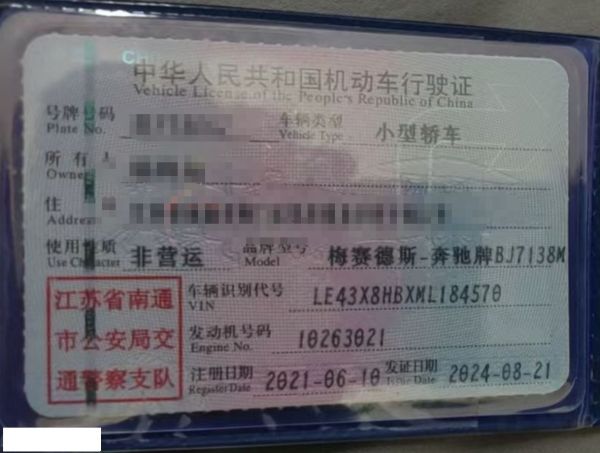 中华人民共和国机动车行驶证
Vehicle License of the People's Republic of China
号牌号码 车辆类型 小型轿车
Plate No. Vehicle Type
所有人
Owner
住
Address
使用性质 非营运 品牌型号 梅赛德斯-奔驰牌BJ7138M
Use Character Model
江苏省南通
市公安局交
通警察支队
车辆识别代号 LE43X8HBXML184570
VIN
发动机号码 10263021
Engine No.
注册日期 2021-06-10 发证日期 2024-08-21
Register Date Issue Date